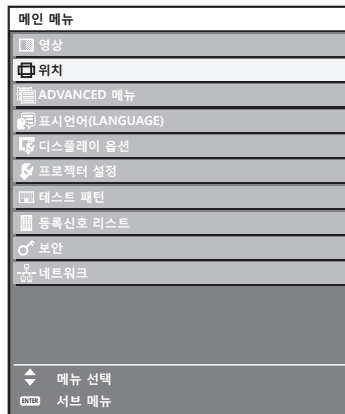 메인 메뉴
영상
위치
ADVANCED 메뉴
표시언어(LANGUAGE)
디스플레이 옵션
프로젝터 설정
테스트 패턴
등록신호 리스트
보안
네트워크
메뉴 선택
ENTER 서브 메뉴